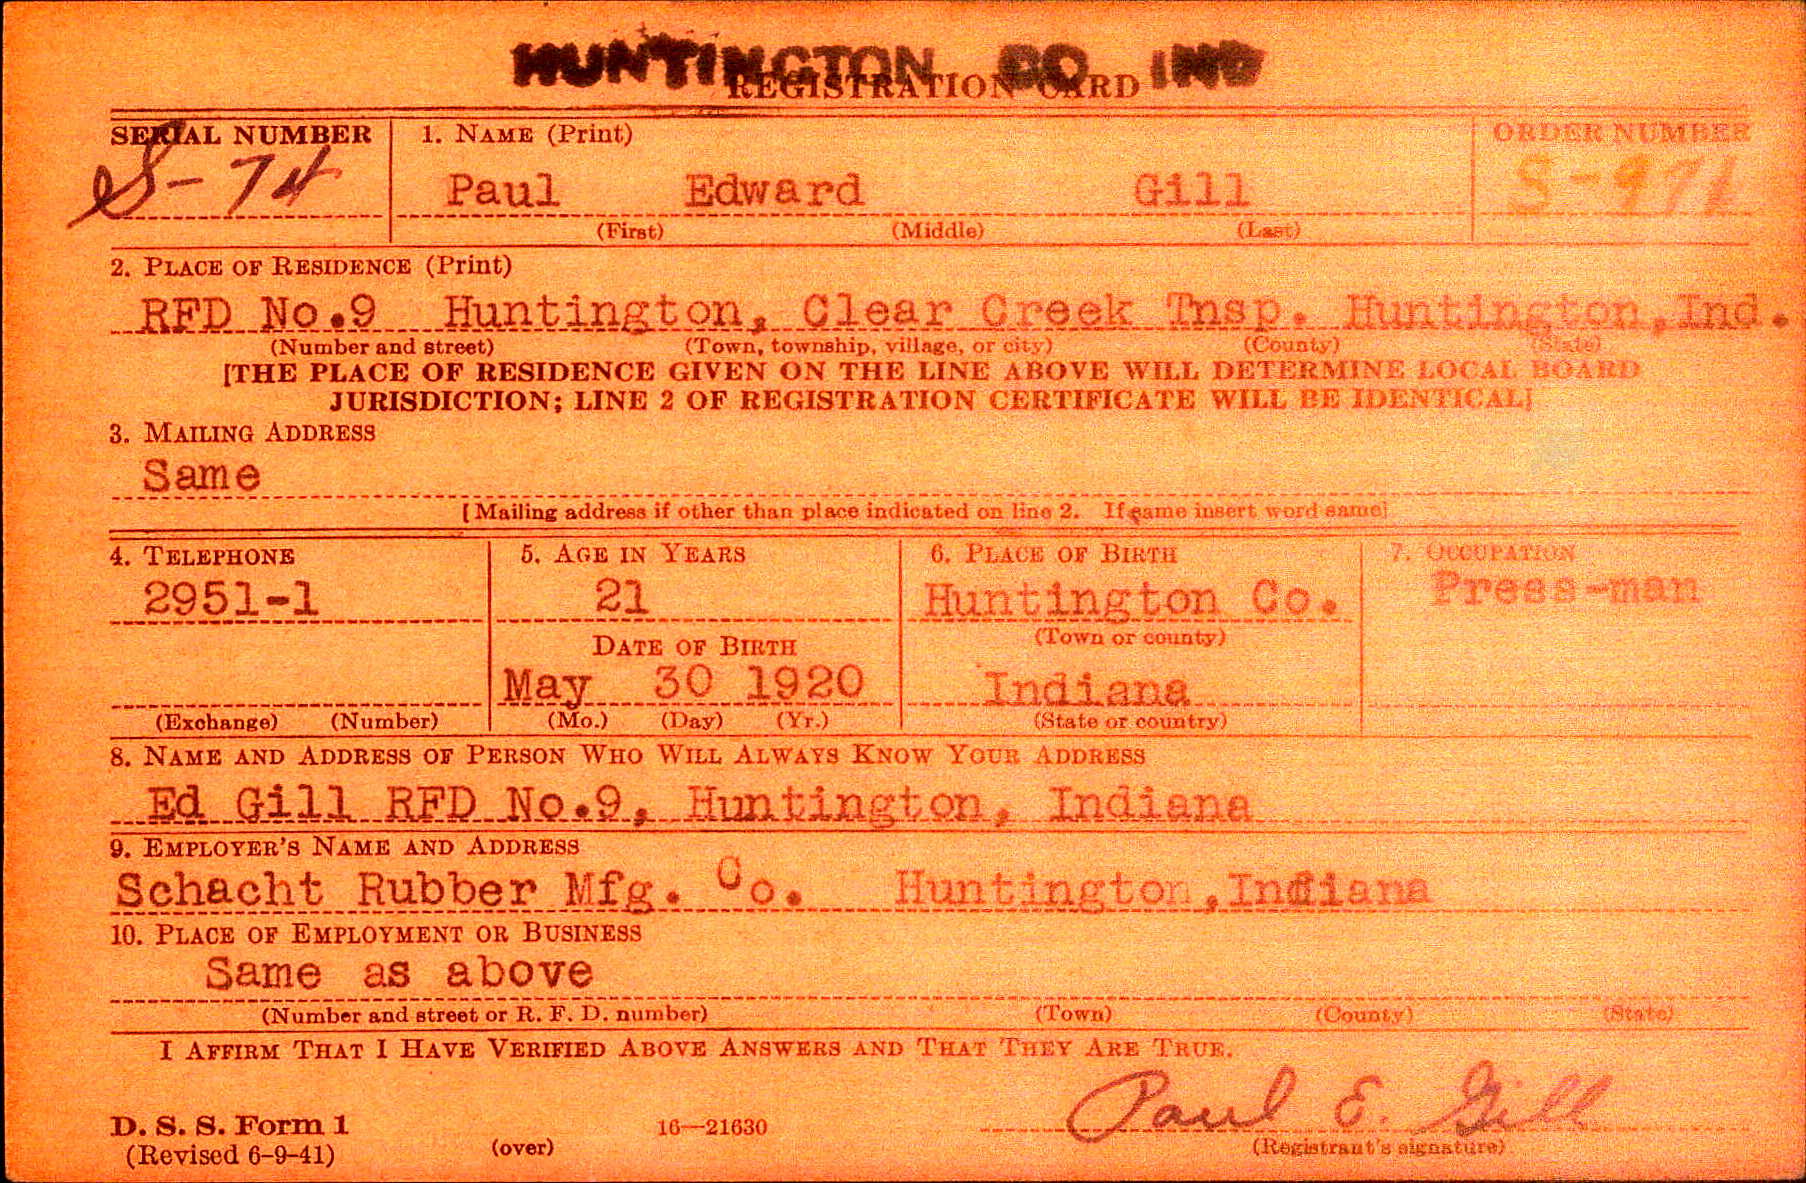 HUNTINGTON CO IND
REGISTRATION CARD
SERIAL NUMBER 1. NAME (Print) ORDER NUMBER
S-74 Paul Edward Gill
(First) (Middle) (Last)
2. PLACE OF RESIDENCE (Print)
RFD No.9 Huntington, Clear Creek Tnsp. Huntington, Ind.
(Number and street) (Town, township, village, or city) (County) (State)
[THE PLACE OF RESIDENCE GIVEN ON THE LINE ABOVE WILL DETERMINE LOCAL BOARD
JURISDICTION; LINE 2 OF REGISTRATION CERTIFICATE WILL BE IDENTICAL]
3. MAILING ADDRESS
Same
[Mailing address if other than place indicated on line 2. If same insert word same]
4. TELEPHONE 5. AGE IN YEARS 6. PLACE OF BIRTH 7. OCCUPATION
2951-1 21 Huntington Co. Press-man
DATE OF BIRTH (Town or county)
May 30 1920 Indiana
(Exchange) (Number) (Mo.) (Day) (Yr.) (State or country)
8. NAME AND ADDRESS OF PERSON WHO WILL ALWAYS KNOW YOUR ADDRESS
Ed Gill RFD No.9, Huntington, Indiana
9. EMPLOYER'S NAME AND ADDRESS
Schacht Rubber Mfg. Co. Huntington, Indiana
10. PLACE OF EMPLOYMENT OR BUSINESS
Same as above
(Number and street or R. F. D. number) (Town) (County) (State)
I AFFIRM THAT I HAVE VERIFIED ABOVE ANSWERS AND THAT THEY ARE TRUE.
Paul E. Gill
D. S. S. Form 1
(Revised 6-9-41) (over) 16—21630 (Registrant's signature)